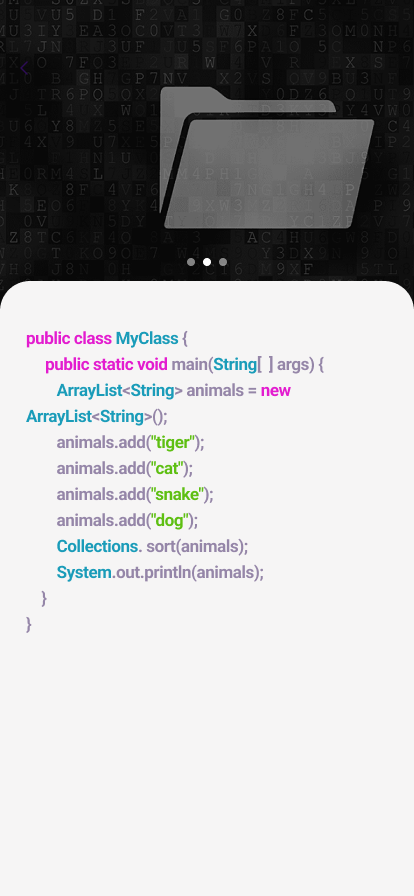 public class MyClass {
public static void main(String[ ] args) {
ArrayList<String> animals = new
ArrayList<String>();
animals.add("tiger");
animals.add("cat");
animals.add("snake");
animals.add("dog");
Collections. sort(animals);
System.out.println(animals);
}
}